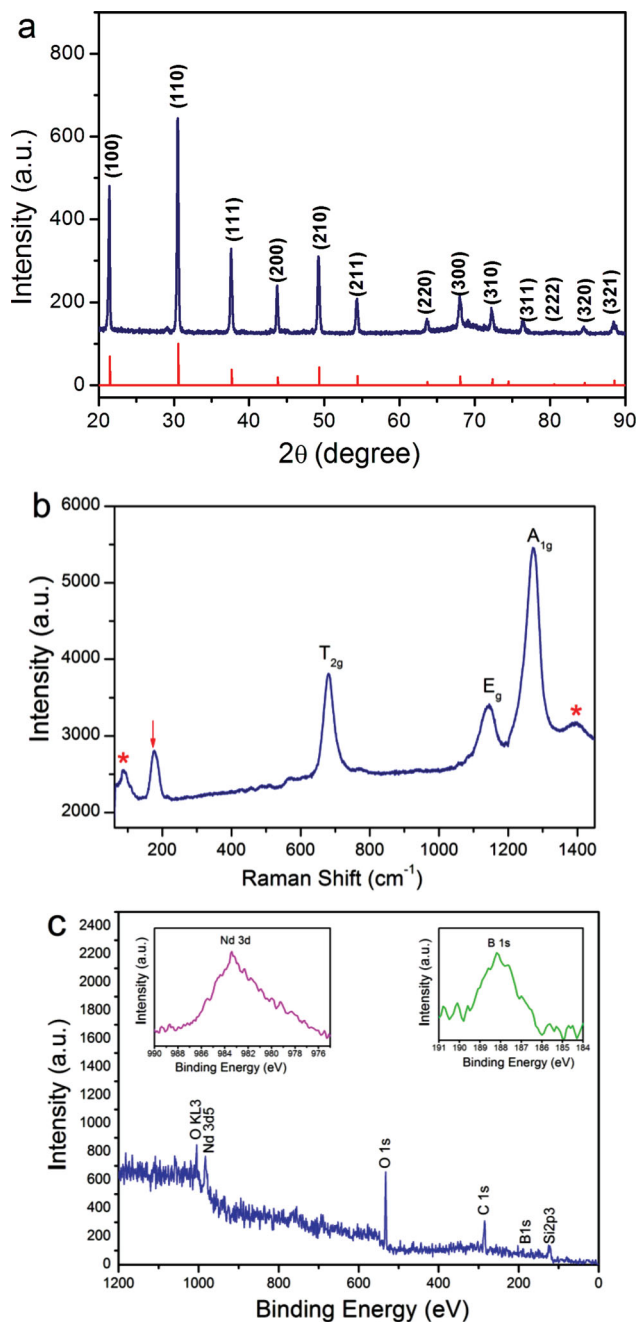 a
800
600
400
200
0
Intensity (a.u.)
(100)
(110)
(111)
(200)
(210)
(211)
(220)
(300)
(310)
(311)
(222)
(320)
(321)
20 30 40 50 60 70 80 90
2θ (degree)
b
6000
5000
4000
3000
2000
Intensity (a.u.)
*
T2g
Eg
A1g
*
200 400 600 800 1000 1200 1400
Raman Shift (cm-1)
c
2400
2200
2000
1800
1600
1400
1200
1000
800
600
400
200
0
Intensity (a.u.)
Nd 3d
Intensity (a.u.)
990 988 986 984 982 980 978 976
Binding Energy (eV)
B 1s
Intensity (a.u.)
191 190 189 188 187 186 185 184
Binding Energy (eV)
O KL3
Nd 3d5
O 1s
C 1s
B1s
Si2p3
1200 1000 800 600 400 200 0
Binding Energy (eV)